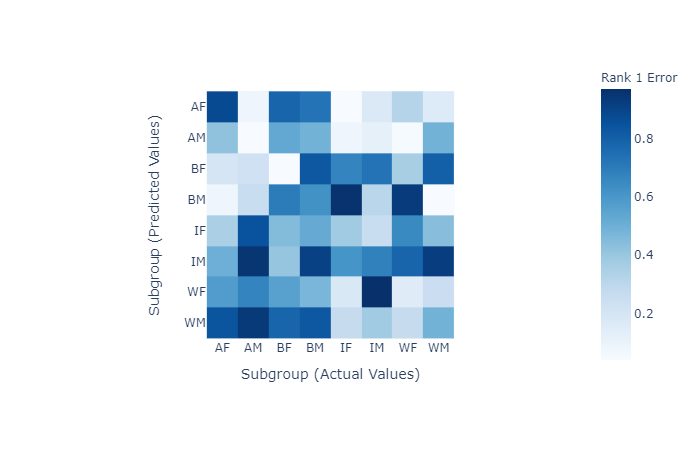 Rank 1 Error
0.8
0.6
0.4
0.2
Subgroup (Predicted Values)
AF
AM
BF
BM
IF
IM
WF
WM
AF AM BF BM IF IM WF WM
Subgroup (Actual Values)